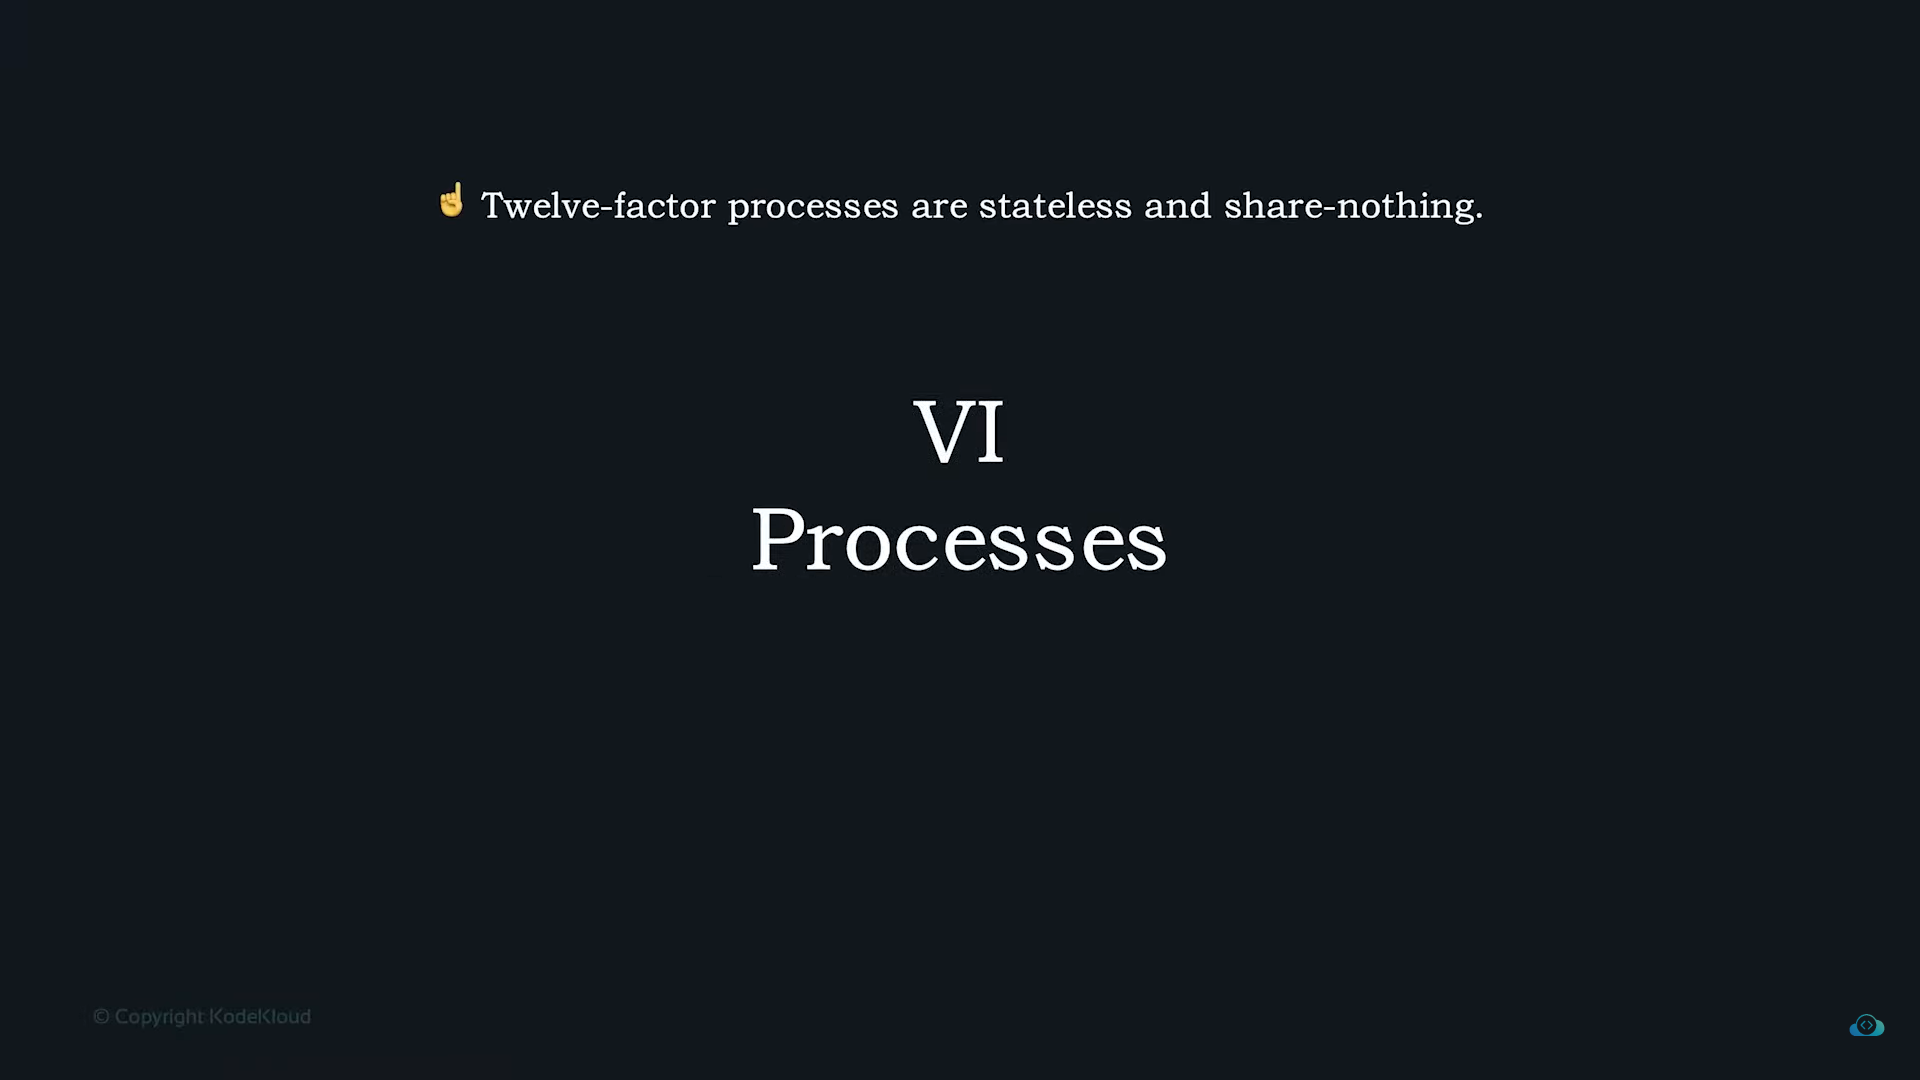 ☝ Twelve-factor processes are stateless and share-nothing.
VI
Processes
© Copyright KodeKloud